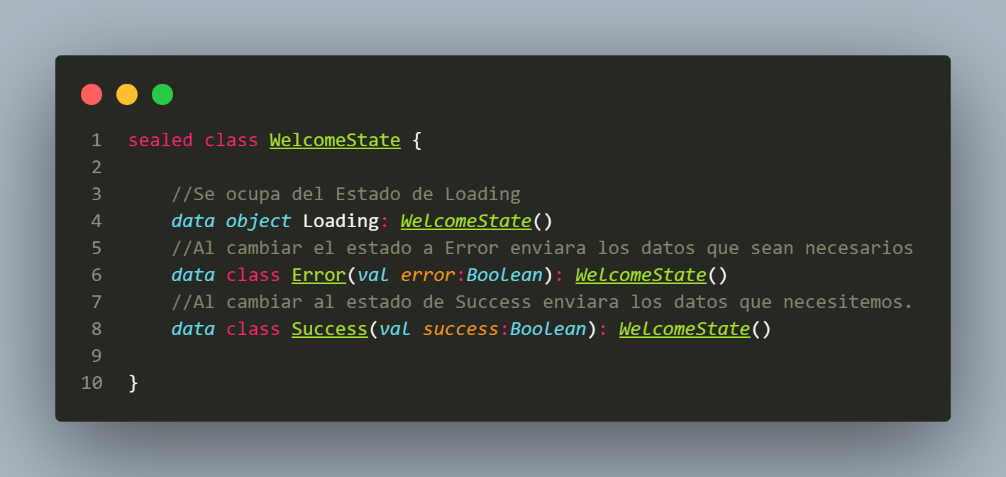 1 sealed class WelcomeState {
2
3 //Se ocupa del Estado de Loading
4 data object Loading: WelcomeState()
5 //Al cambiar el estado a Error enviara los datos que sean necesarios
6 data class Error(val error:Boolean): WelcomeState()
7 //Al cambiar al estado de Success enviara los datos que necesitemos.
8 data class Success(val success:Boolean): WelcomeState()
9
10 }